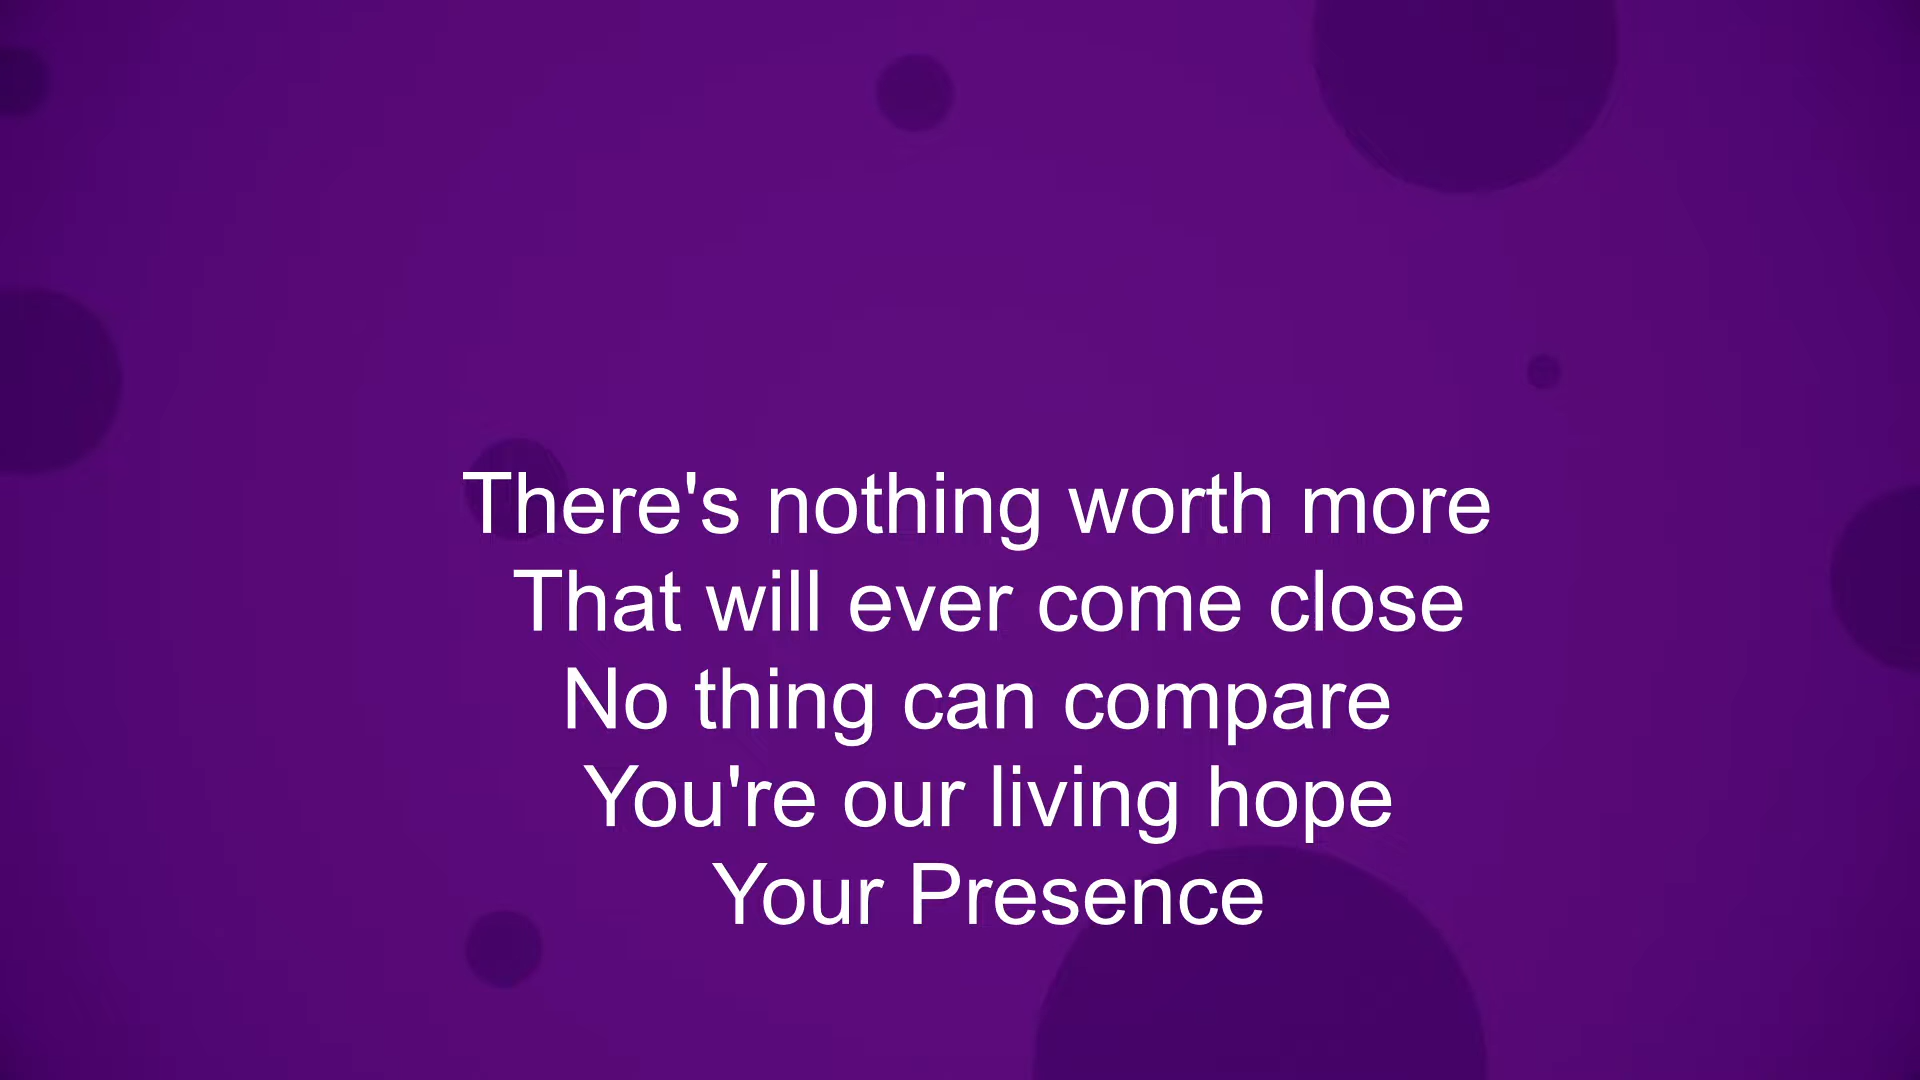 There's nothing worth more
That will ever come close
No thing can compare
You're our living hope
Your Presence